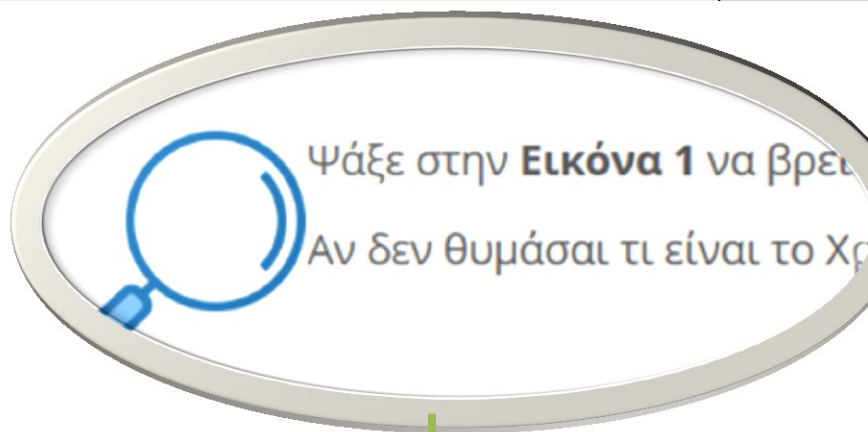 Ψάξε στην Εικόνα 1 να
Αν δεν θυμάσαι τι είναι το